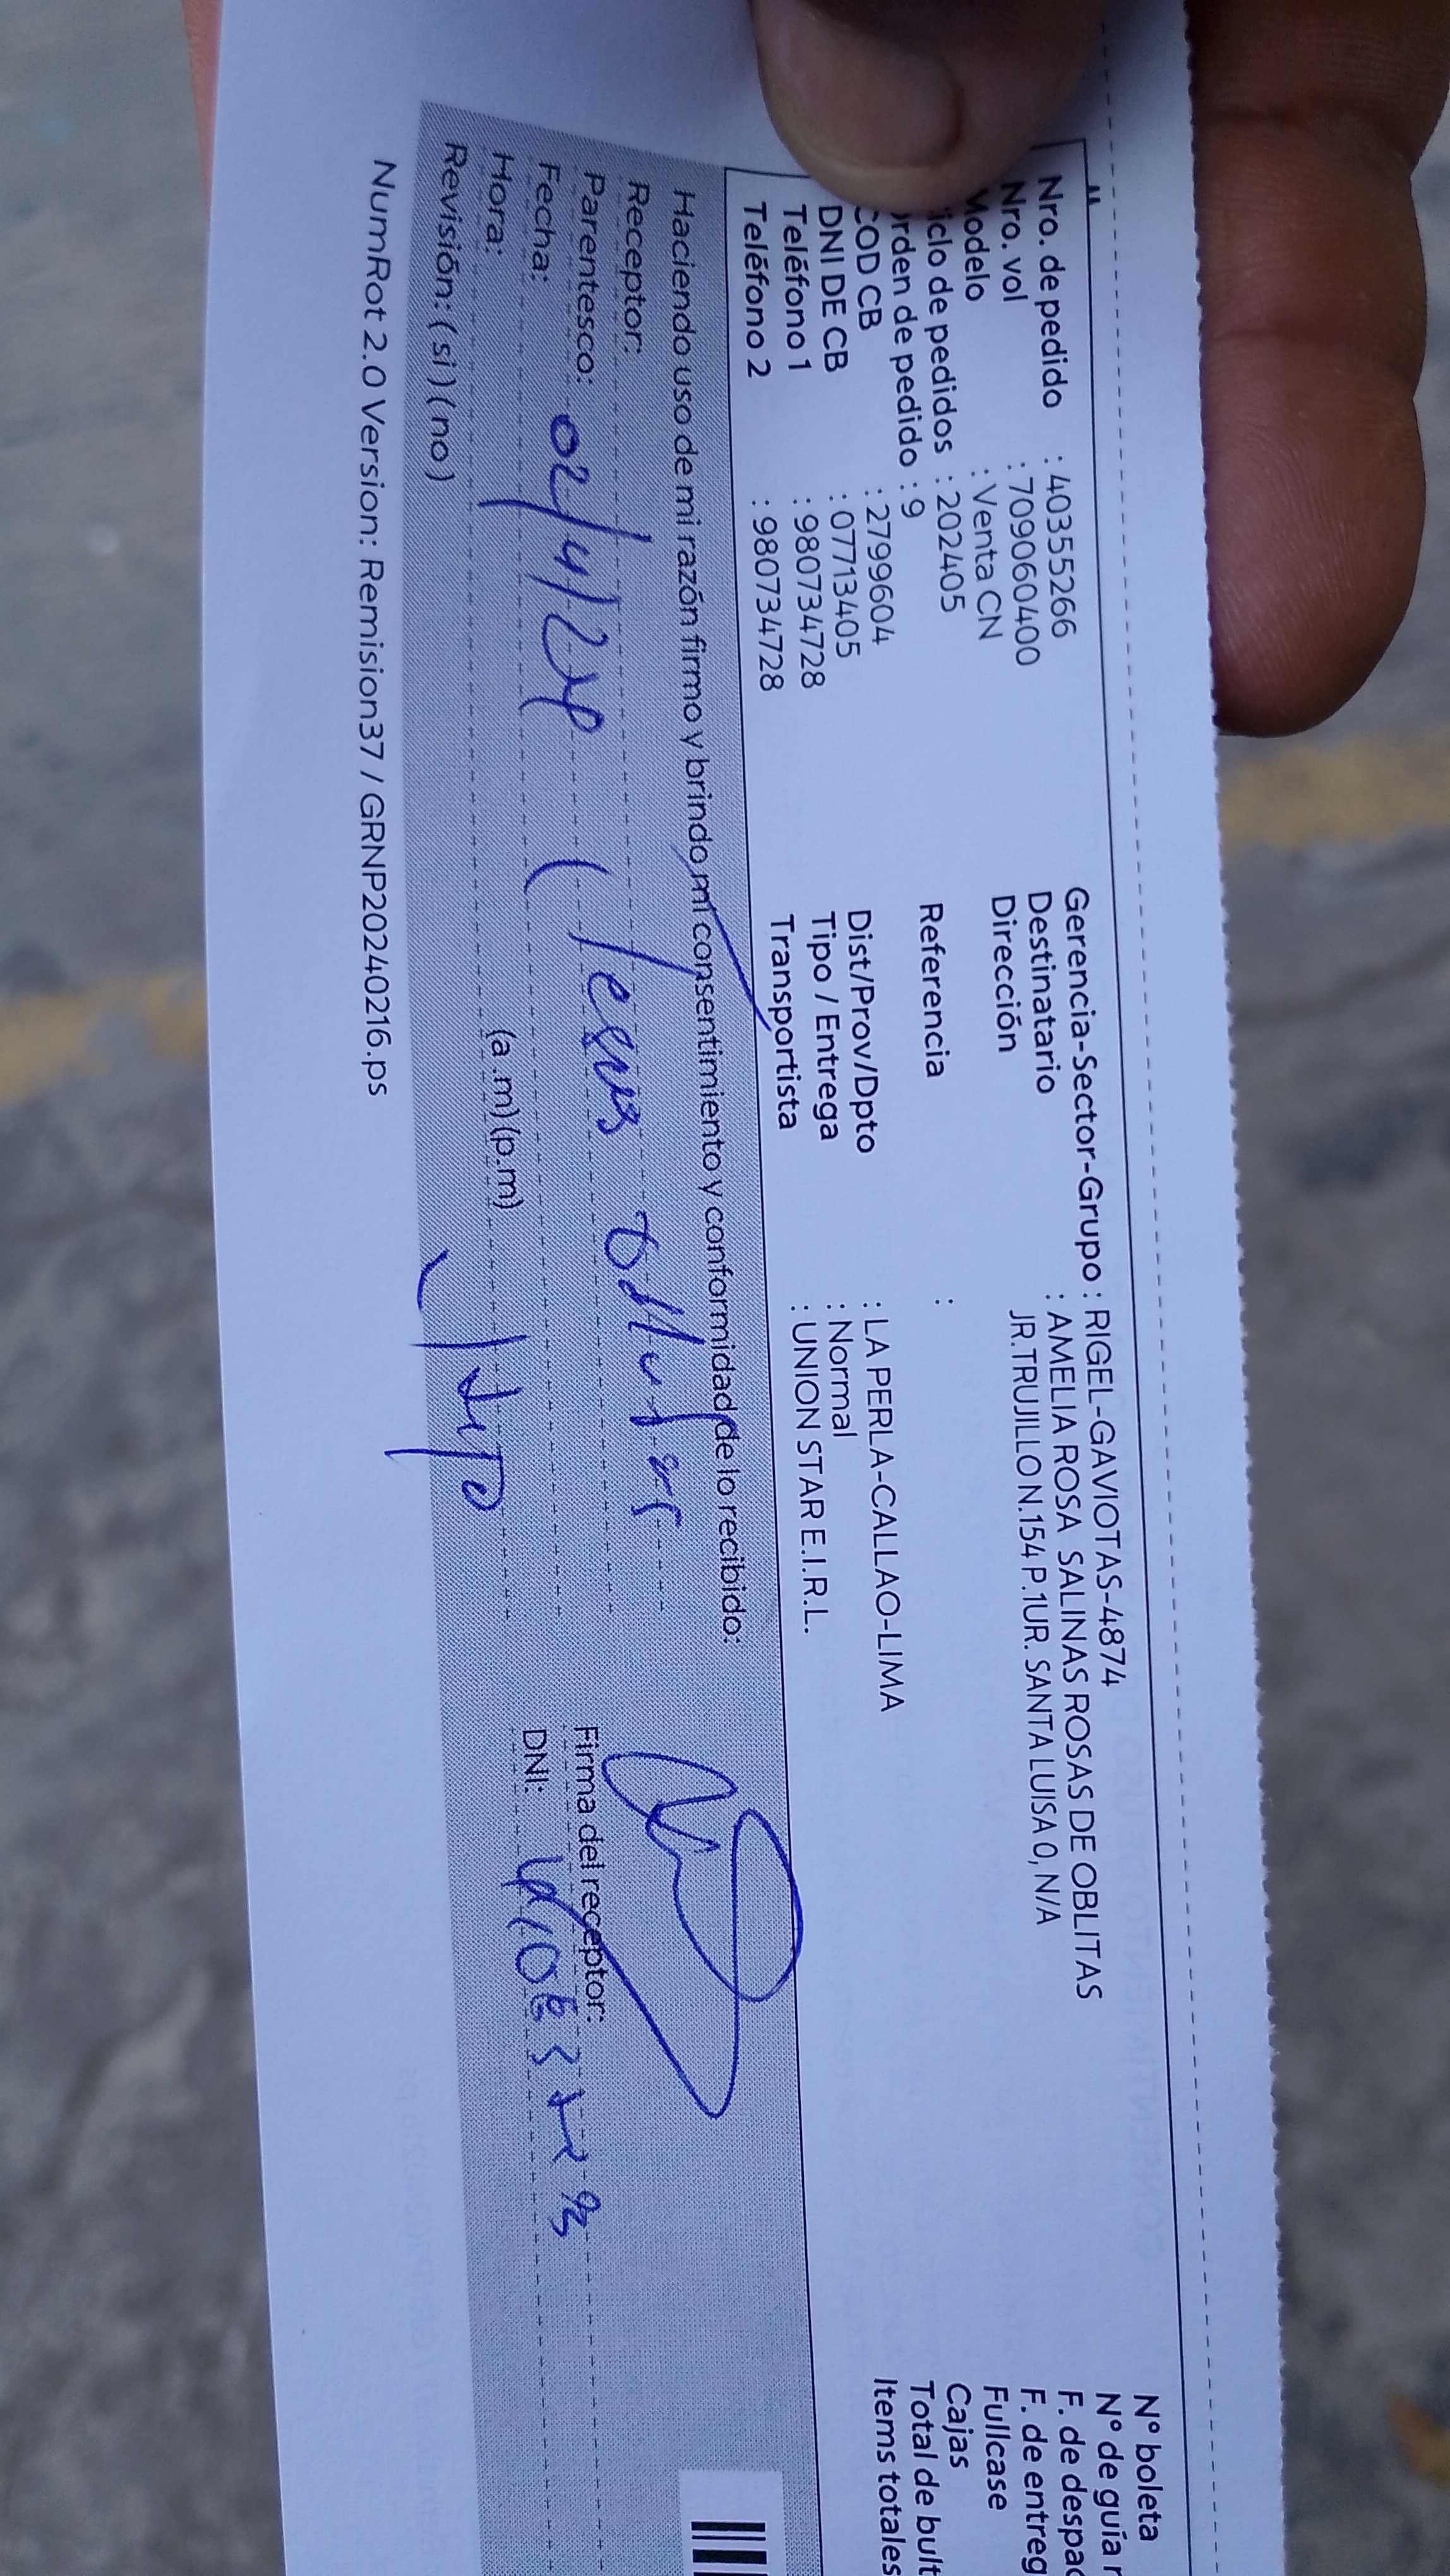 Nro. de pedido : 40355266
Nro. vol : 709060400
Modelo : Venta CN
iclo de pedidos : 202405
rden de pedido : 9
COD CB : 2799604
DNI DE CB : 07713405
Teléfono 1 : 980734728
Teléfono 2 : 980734728
Gerencia-Sector-Grupo : RIGEL-GAVIOTAS-4874
Destinatario : AMELIA ROSA SALINAS ROSAS DE OBLITAS
Dirección JR.TRUJILLO N.154 P.1UR. SANTA LUISA 0, N/A
Referencia :
Dist/Prov/Dpto : LA PERLA-CALLAO-LIMA
Tipo / Entrega : Normal
Transportista : UNION STAR E.I.R.L.
N° boleta
N° de guía r
F. de despac
F. de entreg
Fullcase
Cajas
Total de bult
Items totales
Haciendo uso de mi razón firmo y brindo mi consentimiento y conformidad de lo recibido:
Receptor:
Parentesco:
Fecha: 02/4/24
Hora: (a.m) (p.m)
Revisión: ( si ) ( no )
Firma del receptor:
DNI:
NumRot 2.0 Version: Remision37 / GRNP20240216.ps